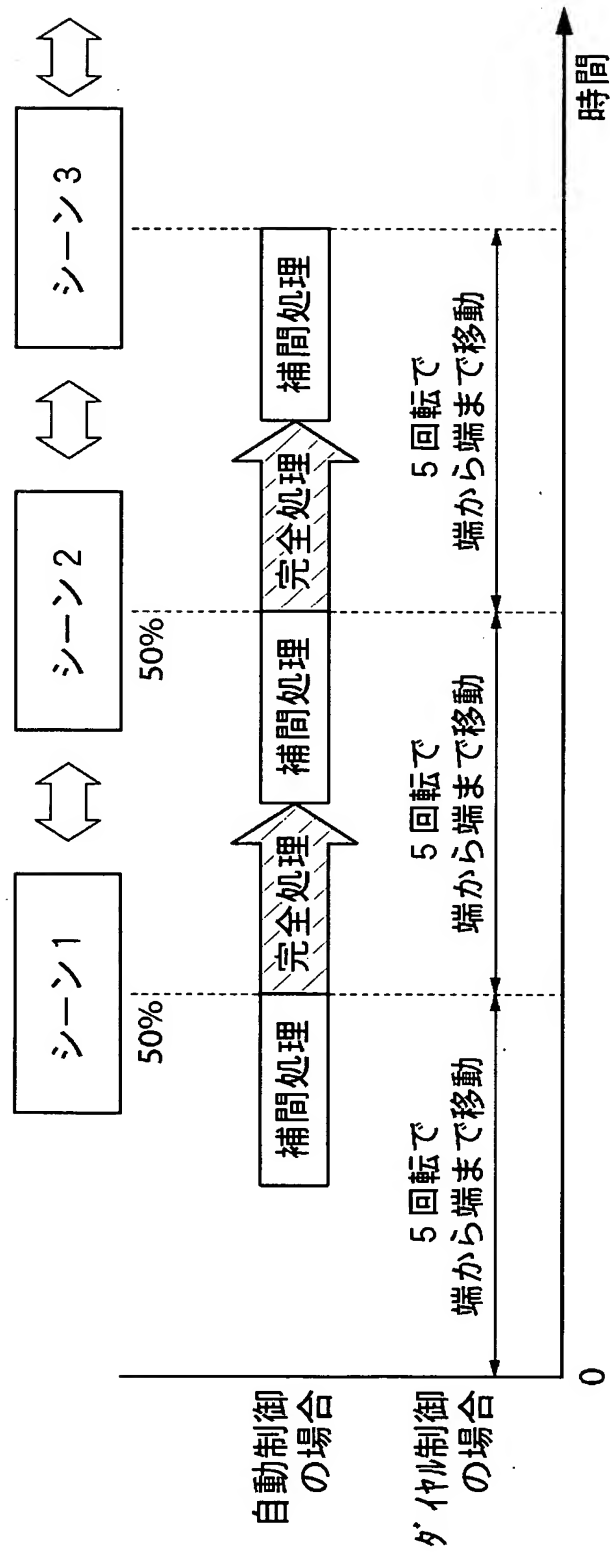 シーン1
シーン2
シーン3
50%
50%
自動制御
の場合
補間処理
完全処理
補間処理
完全処理
補間処理
ﾀﾞｲﾔﾙ制御
の場合
5回転で
端から端まで移動
5回転で
端から端まで移動
5回転で
端から端まで移動
0
時間